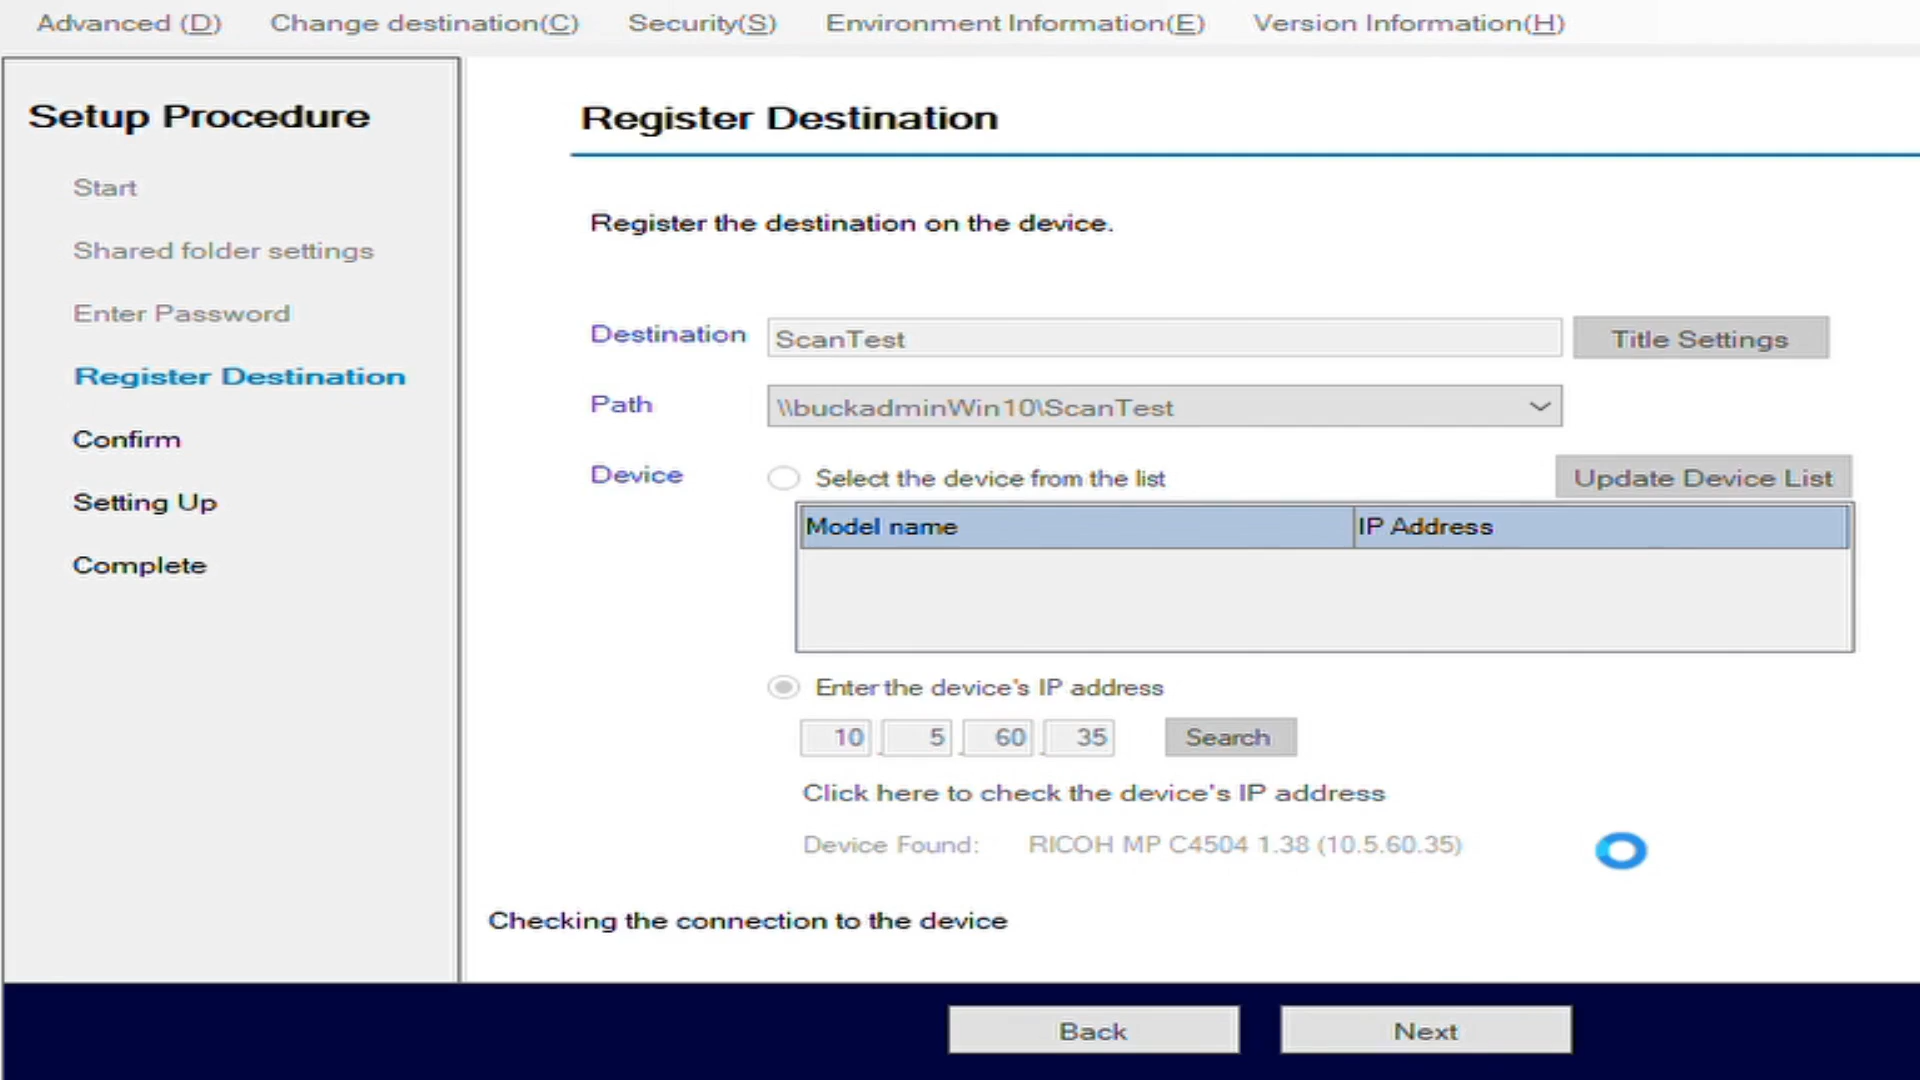 Advanced (D) Change destination(C) Security(S) Environment Information(E) Version Information(H)
Setup Procedure
Start
Shared folder settings
Enter Password
Register Destination
Confirm
Setting Up
Complete
Register Destination
Register the destination on the device.
Destination ScanTest Title Settings
Path \\buckadminWin10\ScanTest
Device Select the device from the list Update Device List
Model name IP Address
Enter the device's IP address
10 . 5 . 60 . 35 Search
Click here to check the device's IP address
Device Found: RICOH MP C4504 1.38 (10.5.60.35)
Checking the connection to the device
Back Next